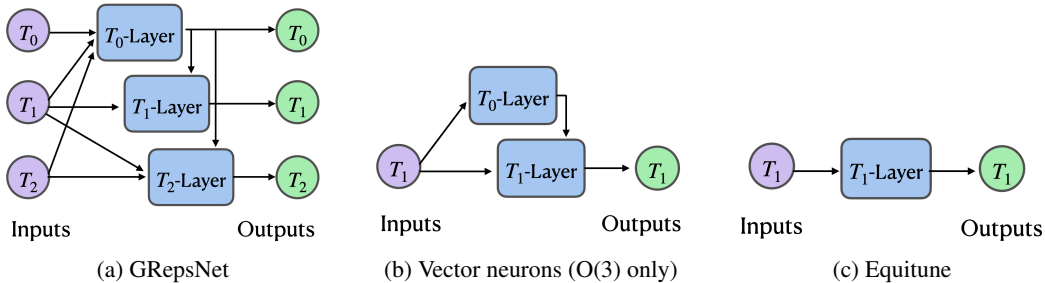 T₀ T₀-Layer T₀
T₁ T₁-Layer T₁
T₂ T₂-Layer T₂
Inputs Outputs
(a) GRepsNet
T₀-Layer
T₁ T₁-Layer T₁
Inputs Outputs
(b) Vector neurons (O(3) only)
T₁ T₁-Layer T₁
Inputs Outputs
(c) Equitune